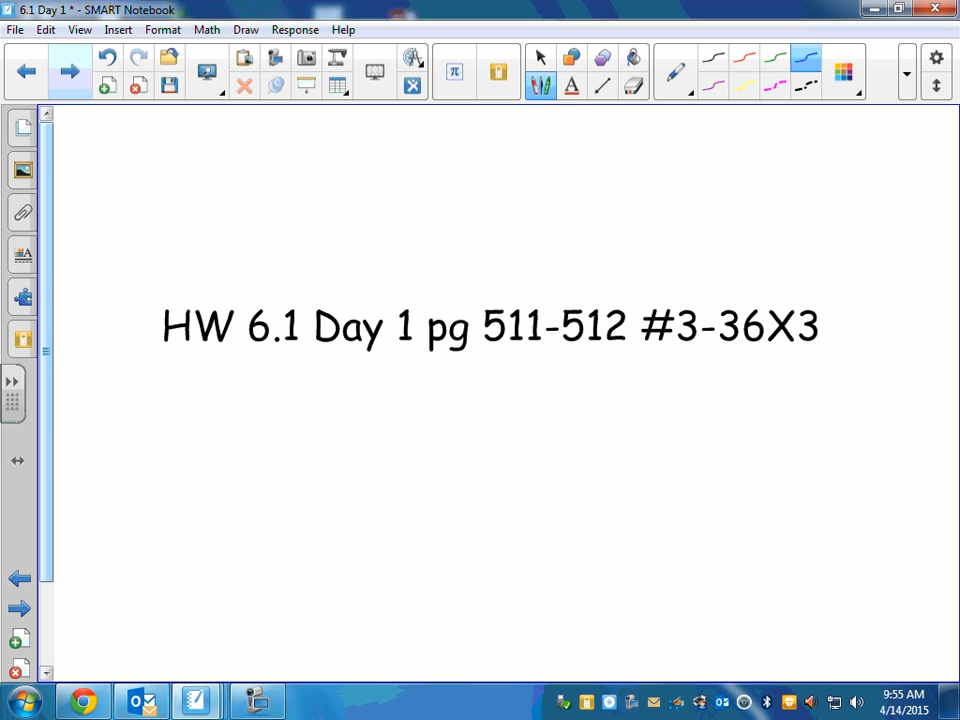 6.1 Day 1 * - SMART Notebook
File Edit View Insert Format Math Draw Response Help
HW 6.1 Day 1 pg 511-512 #3-36X3
9:55 AM
4/14/2015